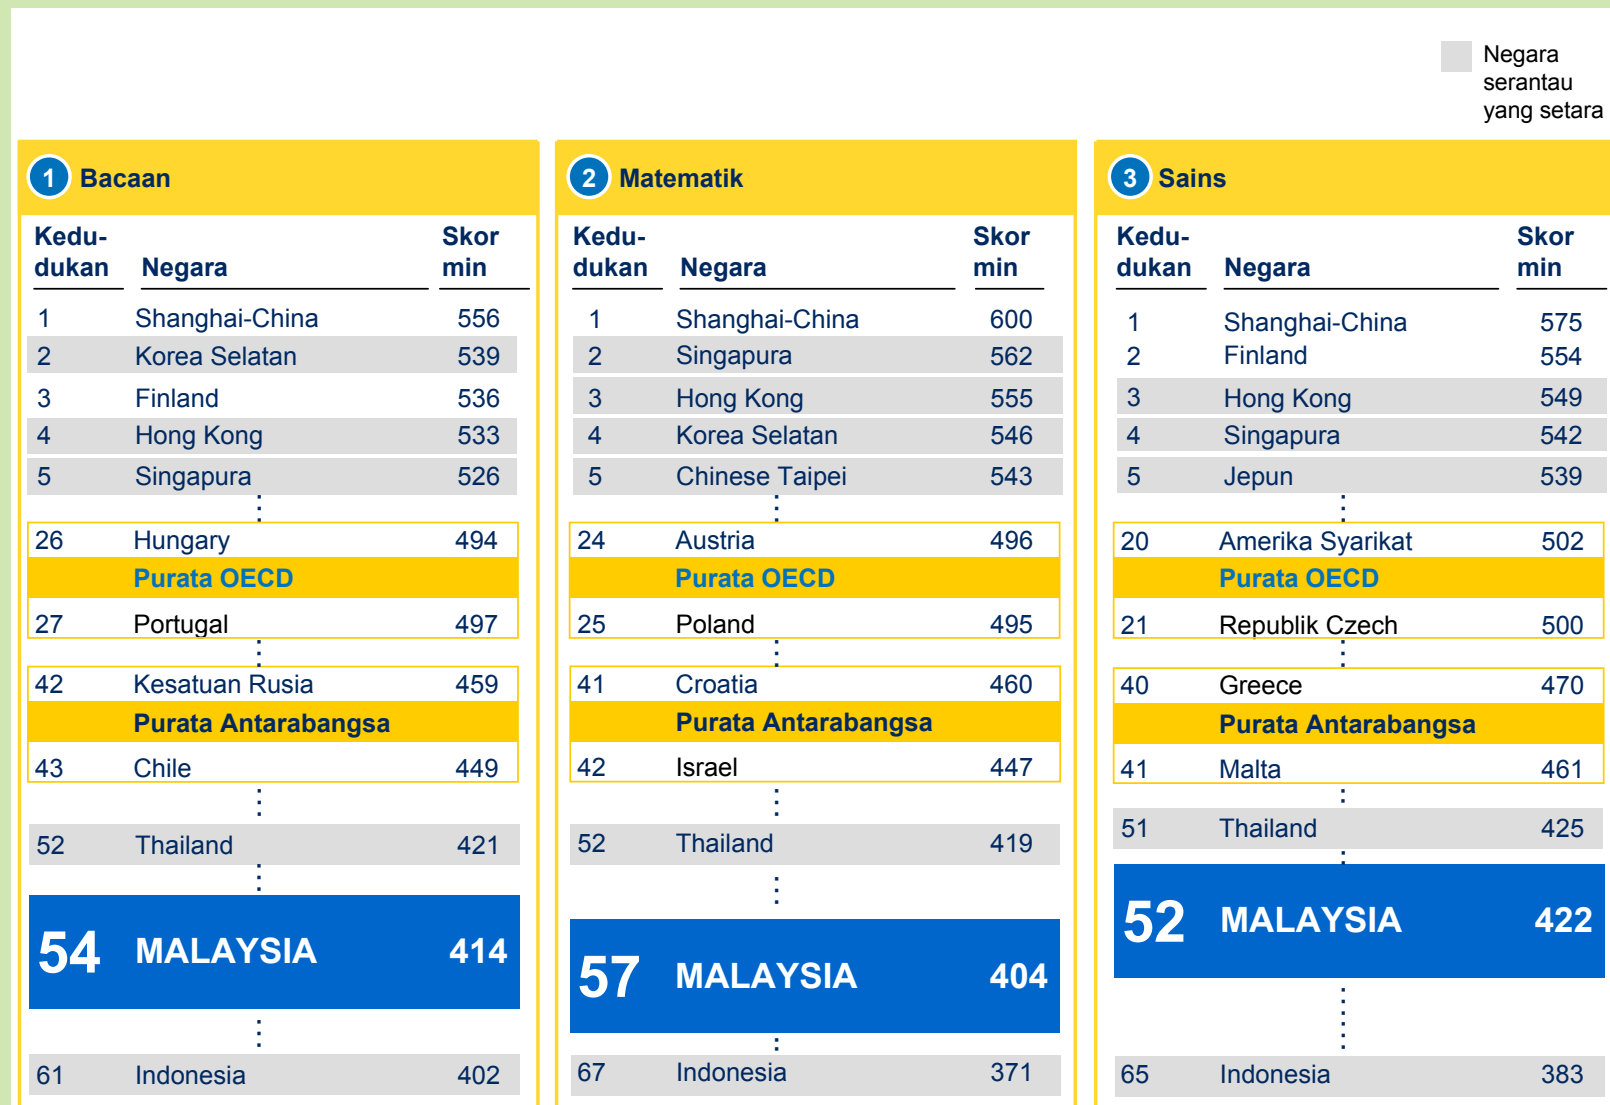 Negara
serantau
yang setara
1 Bacaan
Kedu-
dukan Negara Skor min
1 Shanghai-China 556
2 Korea Selatan 539
3 Finland 536
4 Hong Kong 533
5 Singapura 526
26 Hungary 494
Purata OECD
27 Portugal 497
42 Kesatuan Rusia 459
Purata Antarabangsa
43 Chile 449
52 Thailand 421
54 MALAYSIA 414
61 Indonesia 402
2 Matematik
Kedu-
dukan Negara Skor min
1 Shanghai-China 600
2 Singapura 562
3 Hong Kong 555
4 Korea Selatan 546
5 Chinese Taipei 543
24 Austria 496
Purata OECD
25 Poland 495
41 Croatia 460
Purata Antarabangsa
42 Israel 447
52 Thailand 419
57 MALAYSIA 404
67 Indonesia 371
3 Sains
Kedu-
dukan Negara Skor min
1 Shanghai-China 575
2 Finland 554
3 Hong Kong 549
4 Singapura 542
5 Jepun 539
20 Amerika Syarikat 502
Purata OECD
21 Republik Czech 500
40 Greece 470
Purata Antarabangsa
41 Malta 461
51 Thailand 425
52 MALAYSIA 422
65 Indonesia 383